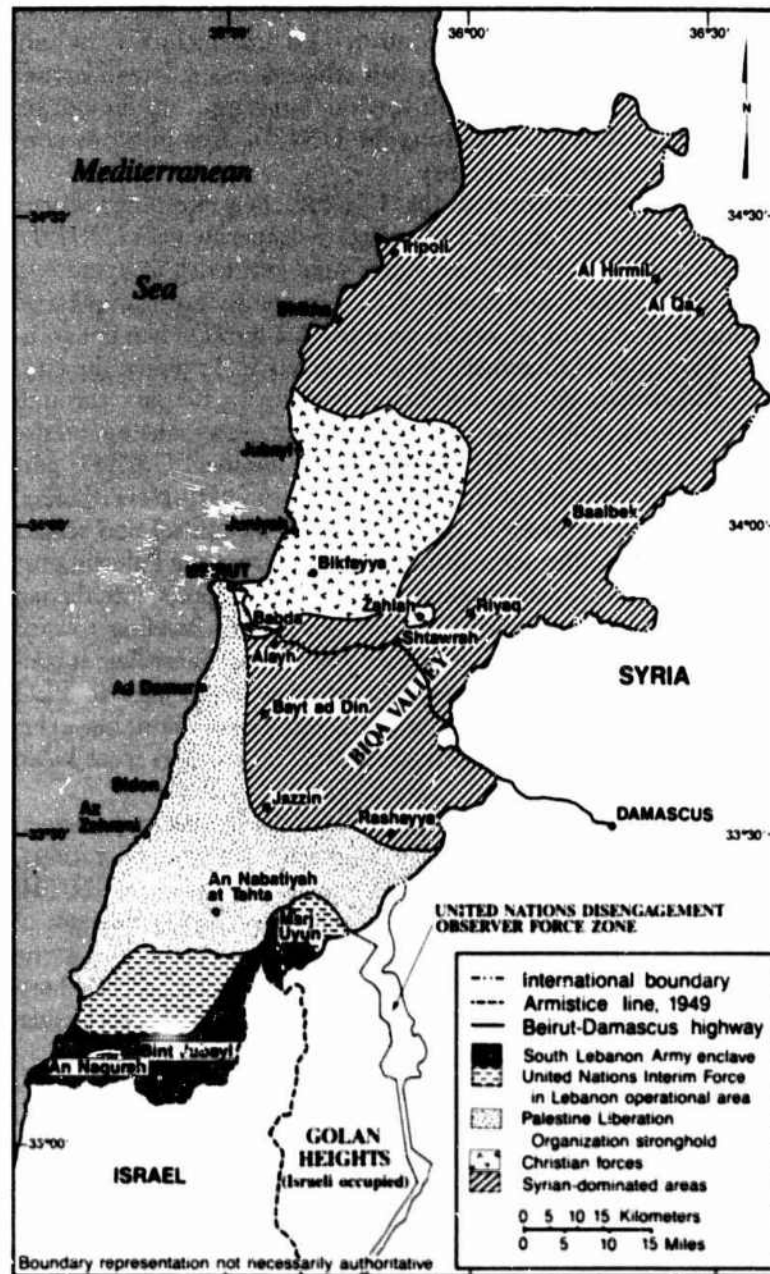 36°00'
36°30'
N
Mediterranean
34°30'
34°30'
Tripoli
Al Hirmil
Sea
Al Qa
Jubayl
Baalbek
34°00'
34°00'
Juniyah
Bikfayya
Zahlah
Riyaq
Babda
Shtawrah
Alayh
SYRIA
Ad Damur
Bayt ad Din
BIQA VALLEY
Sidon
Az
Zahrani
Jazzin
Rashayya
DAMASCUS
33°30'
33°30'
An Nabatiyah
at Tahta
UNITED NATIONS DISENGAGEMENT
OBSERVER FORCE ZONE
Marj
Uyun
International boundary
Armistice line, 1949
Beirut-Damascus highway
Bint Jubayl
An Naqurah
South Lebanon Army enclave
United Nations Interim Force
in Lebanon operational area
Palestine Liberation
Organization stronghold
33°00'
GOLAN
HEIGHTS
(Israeli occupied)
ISRAEL
Christian forces
Syrian-dominated areas
0 5 10 15 Kilometers
0 5 10 15 Miles
Boundary representation not necessarily authoritative